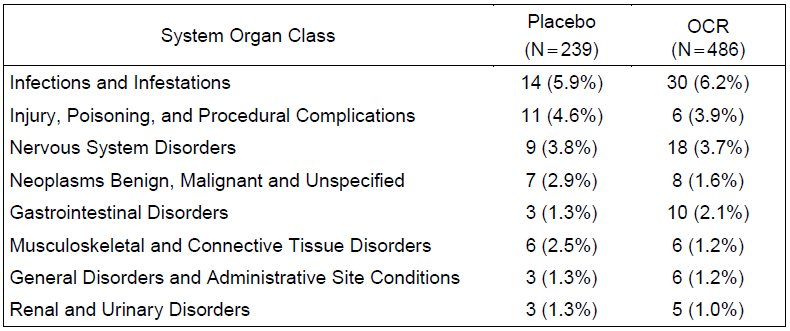 System Organ Class Placebo (N=239) OCR (N=486)
Infections and Infestations 14 (5.9%) 30 (6.2%)
Injury, Poisoning, and Procedural Complications 11 (4.6%) 6 (3.9%)
Nervous System Disorders 9 (3.8%) 18 (3.7%)
Neoplasms Benign, Malignant and Unspecified 7 (2.9%) 8 (1.6%)
Gastrointestinal Disorders 3 (1.3%) 10 (2.1%)
Musculoskeletal and Connective Tissue Disorders 6 (2.5%) 6 (1.2%)
General Disorders and Administrative Site Conditions 3 (1.3%) 6 (1.2%)
Renal and Urinary Disorders 3 (1.3%) 5 (1.0%)